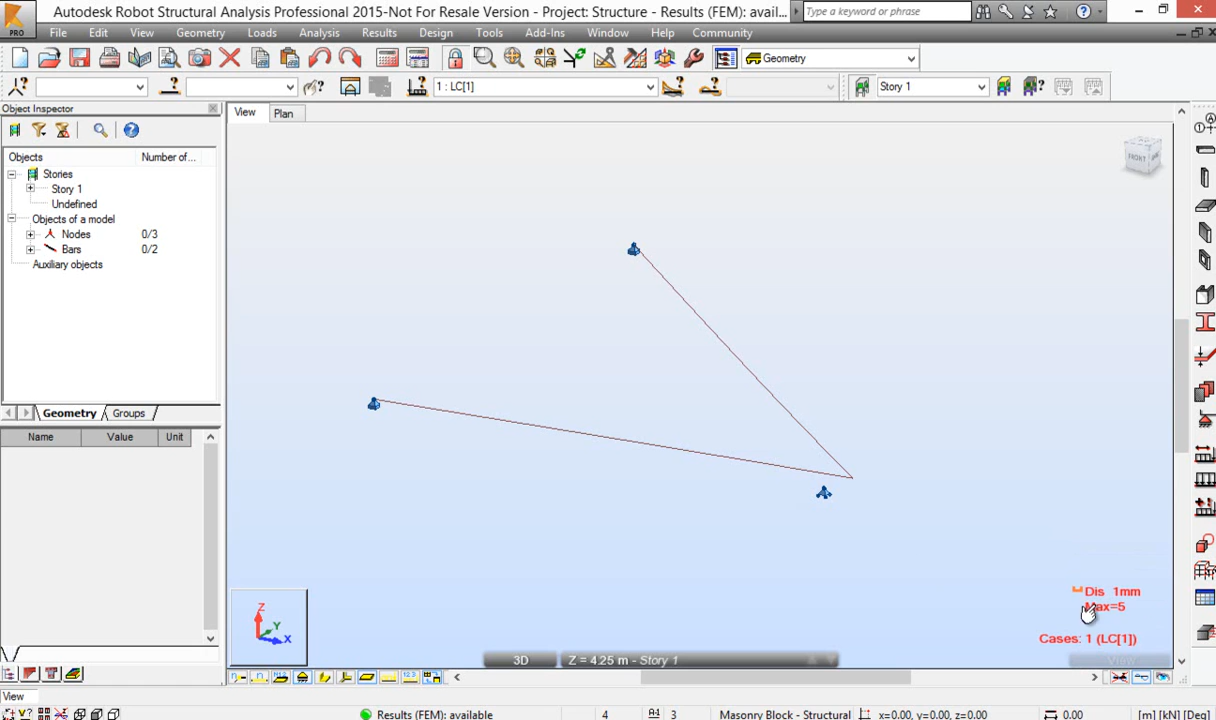 Autodesk Robot Structural Analysis Professional 2015-Not For Resale Version - Project: Structure - Results (FEM): avail...
Type a keyword or phrase
PRO
File Edit View Geometry Loads Analysis Results Design Tools Add-Ins Window Help Community
Geometry
1 : LC[1]
Story 1
Object Inspector
View Plan
Objects Number of...
Stories
Story 1
Undefined
Objects of a model
Nodes 0/3
Bars 0/2
Auxiliary objects
FRONT
Geometry Groups
Name Value Unit
Z
Y
X
Dis 1mm
Max=5
Cases: 1 (LC[1])
3D Z = 4.25 m - Story 1
View
View
Results (FEM): available 4 3 Masonry Block - Structural x=0.00, y=0.00, z=0.00 0.00 [m] [kN] [Deg]